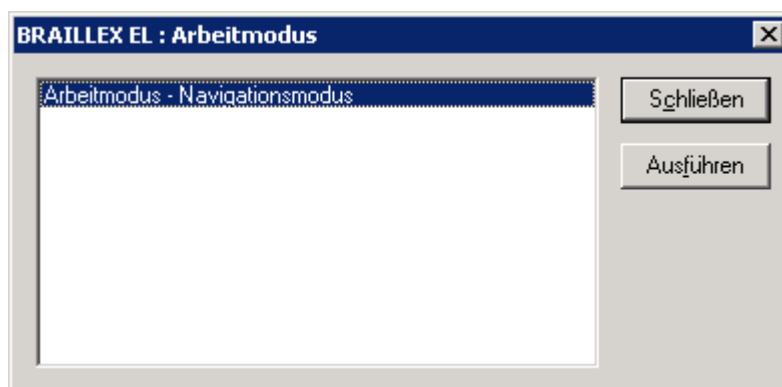 BRAILLEX EL : Arbeitmodus
Arbeitmodus - Navigationsmodus
Schließen
Ausführen